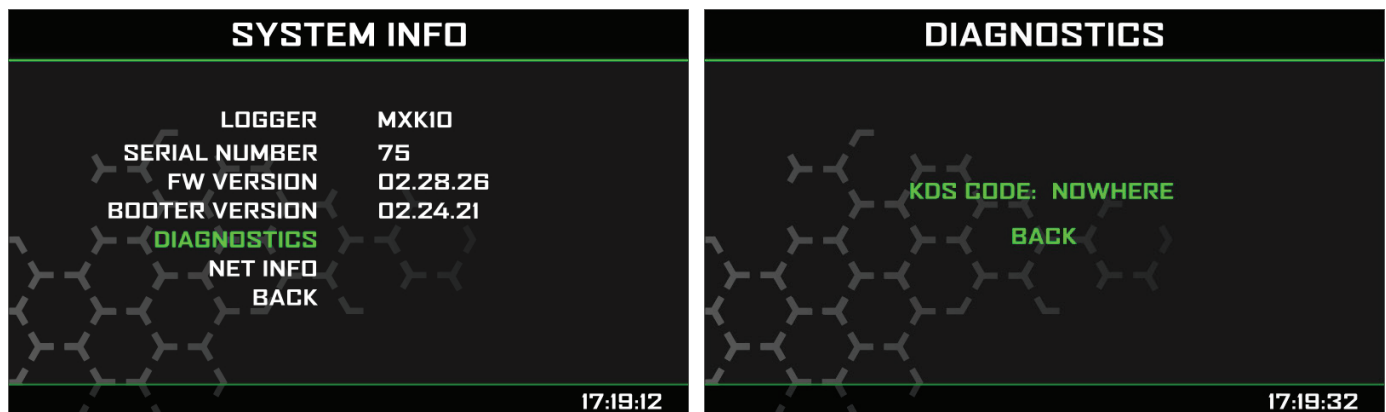 SYSTEM INFO
LOGGER MXK10
SERIAL NUMBER 75
FW VERSION 02.28.26
BOOTER VERSION 02.24.21
DIAGNOSTICS
NET INFO
BACK
17:19:12
DIAGNOSTICS
KDS CODE: NOWHERE
BACK
17:19:32